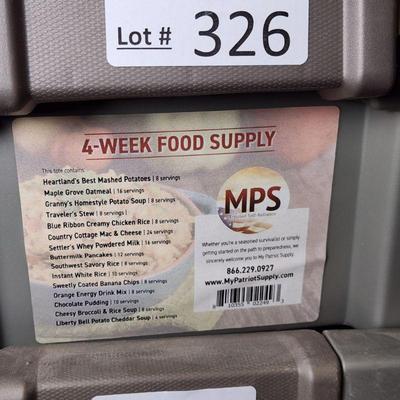 Lot # 326
4-WEEK FOOD SUPPLY
This tote contains:
Heartland's Best Mashed Potatoes | 8 servings
Maple Grove Oatmeal | 16 servings
Granny's Homestyle Potato Soup | 8 servings
Traveler's Stew | 8 servings |
Blue Ribbon Creamy Chicken Rice | 8 servings
Country Cottage Mac & Cheese | 24 servings
Settler's Whey Powdered Milk | 16 servings
Buttermilk Pancakes | 12 servings
Southwest Savory Rice | 8 servings
Instant White Rice | 10 servings
Sweetly Coated Banana Chips | 8 servings
Orange Energy Drink Mix | 8 servings
Chocolate Pudding | 10 servings
Cheesy Broccoli & Rice Soup | 8 servings
Liberty Bell Potato Cheddar Soup | 4 servings
MPS
Whether you're a seasoned survivalist or simply
getting started on the path to preparedness, we
sincerely welcome you to My Patriot Supply.
866.229.0927
www.MyPatriotSupply.com
8 10355 02249 3